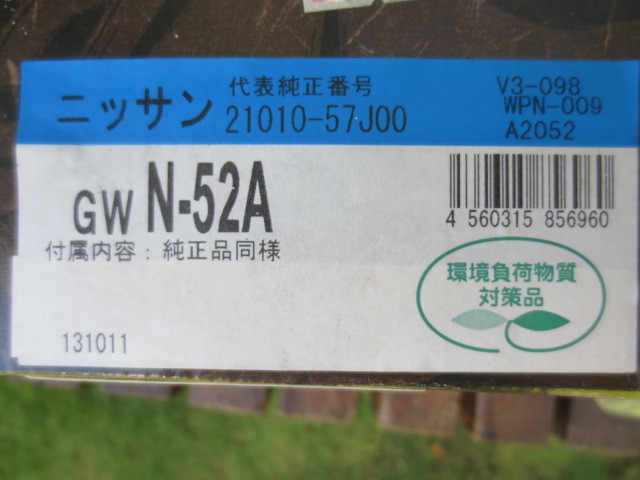 ニッサン
代表純正番号
21010-57J00
V3-098
WPN-009
A2052
GW N-52A
付属内容：純正品同様
4 560315 856960
環境負荷物質
対策品
131011